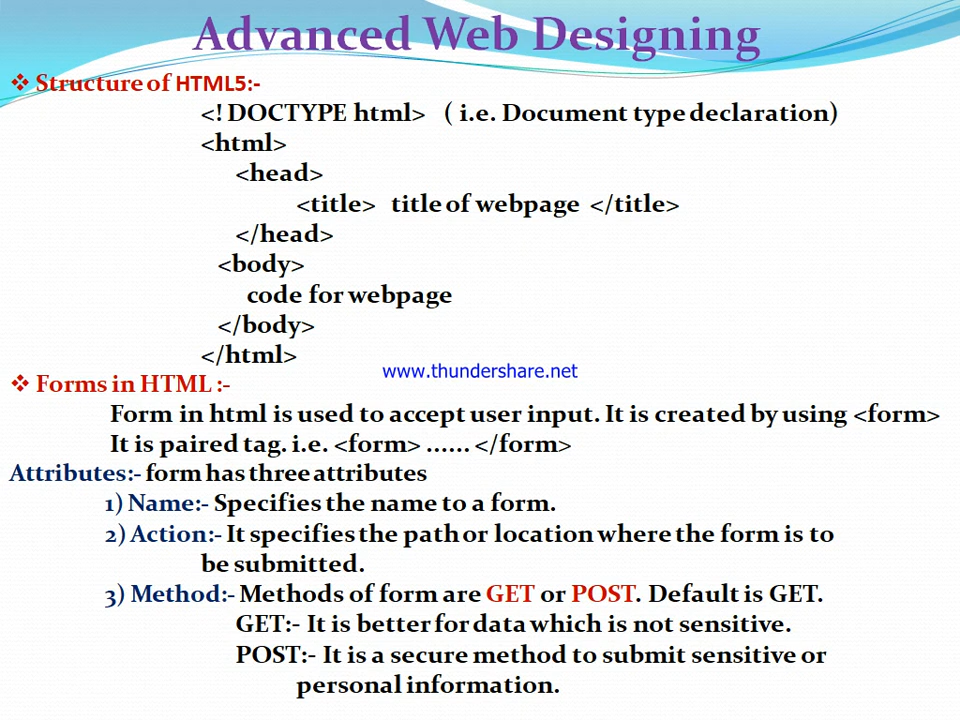 Advanced Web Designing
❖ Structure of HTML5:-
<! DOCTYPE html> ( i.e. Document type declaration)
<html>
<head>
<title> title of webpage </title>
</head>
<body>
code for webpage
</body>
</html>
www.thundershare.net
❖ Forms in HTML :-
Form in html is used to accept user input. It is created by using <form>
It is paired tag. i.e. <form> ...... </form>
Attributes:- form has three attributes
1) Name:- Specifies the name to a form.
2) Action:- It specifies the path or location where the form is to
be submitted.
3) Method:- Methods of form are GET or POST. Default is GET.
GET:- It is better for data which is not sensitive.
POST:- It is a secure method to submit sensitive or
personal information.